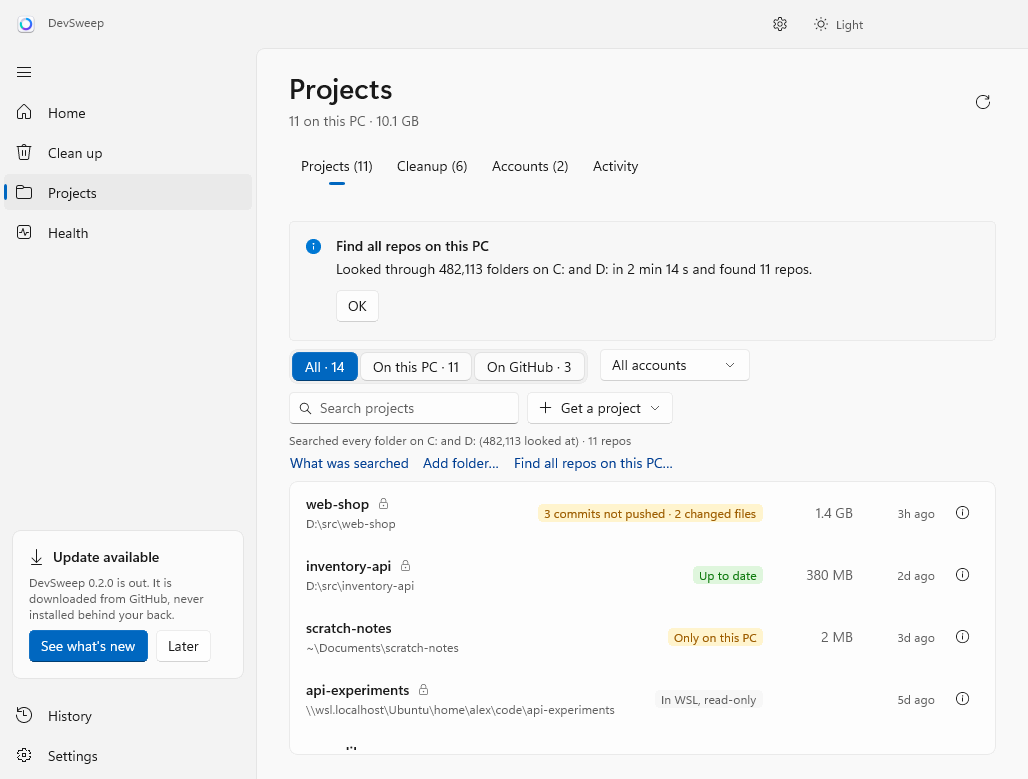 DevSweep
Light
Home
Clean up
Projects
Health
Update available
DevSweep 0.2.0 is out. It is
downloaded from GitHub, never
installed behind your back.
See what's new
Later
History
Settings
Projects
11 on this PC · 10.1 GB
Projects (11)
Cleanup (6)
Accounts (2)
Activity
Find all repos on this PC
Looked through 482,113 folders on C: and D: in 2 min 14 s and found 11 repos.
OK
All · 14
On this PC · 11
On GitHub · 3
All accounts
Search projects
Get a project
Searched every folder on C: and D: (482,113 looked at) · 11 repos
What was searched
Add folder...
Find all repos on this PC...
web-shop
D:\src\web-shop
3 commits not pushed · 2 changed files
1.4 GB
3h ago
inventory-api
D:\src\inventory-api
Up to date
380 MB
2d ago
scratch-notes
~\Documents\scratch-notes
Only on this PC
2 MB
3d ago
api-experiments
\\wsl.localhost\Ubuntu\home\alex\code\api-experiments
In WSL, read-only
5d ago